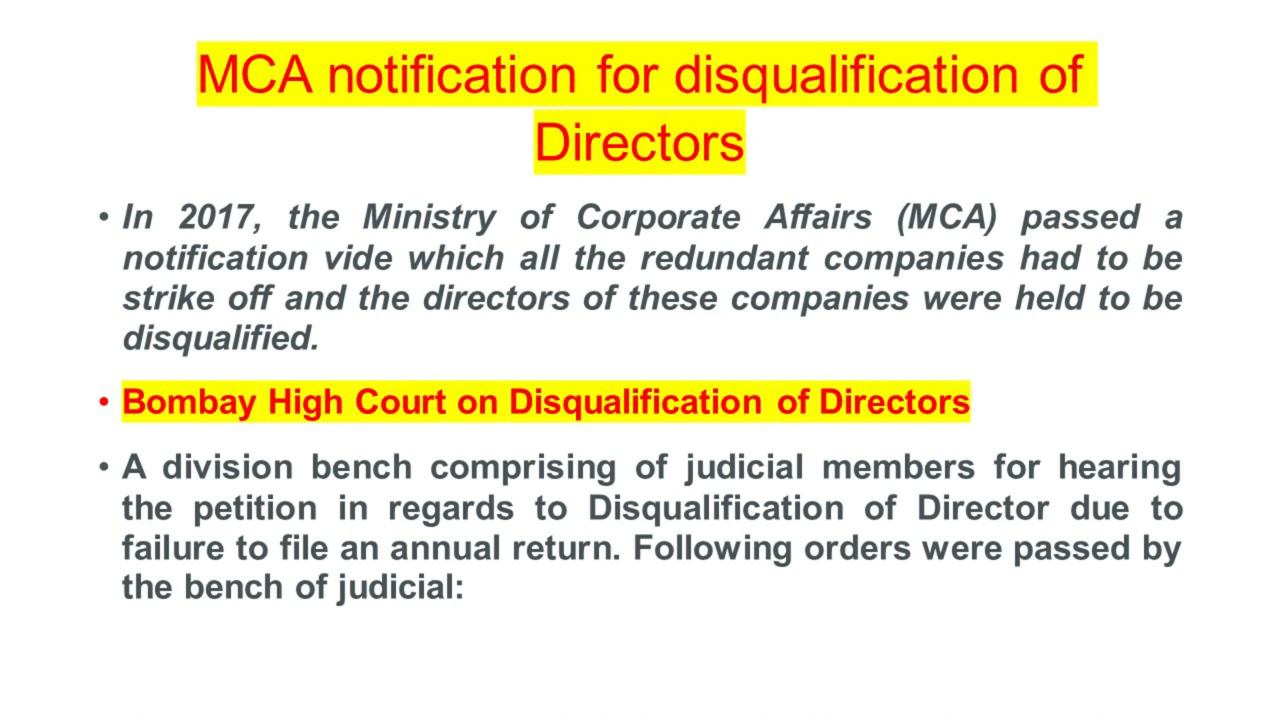 MCA notification for disqualification of
Directors
• In 2017, the Ministry of Corporate Affairs (MCA) passed a
notification vide which all the redundant companies had to be
strike off and the directors of these companies were held to be
disqualified.
• Bombay High Court on Disqualification of Directors
• A division bench comprising of judicial members for hearing
the petition in regards to Disqualification of Director due to
failure to file an annual return. Following orders were passed by
the bench of judicial: